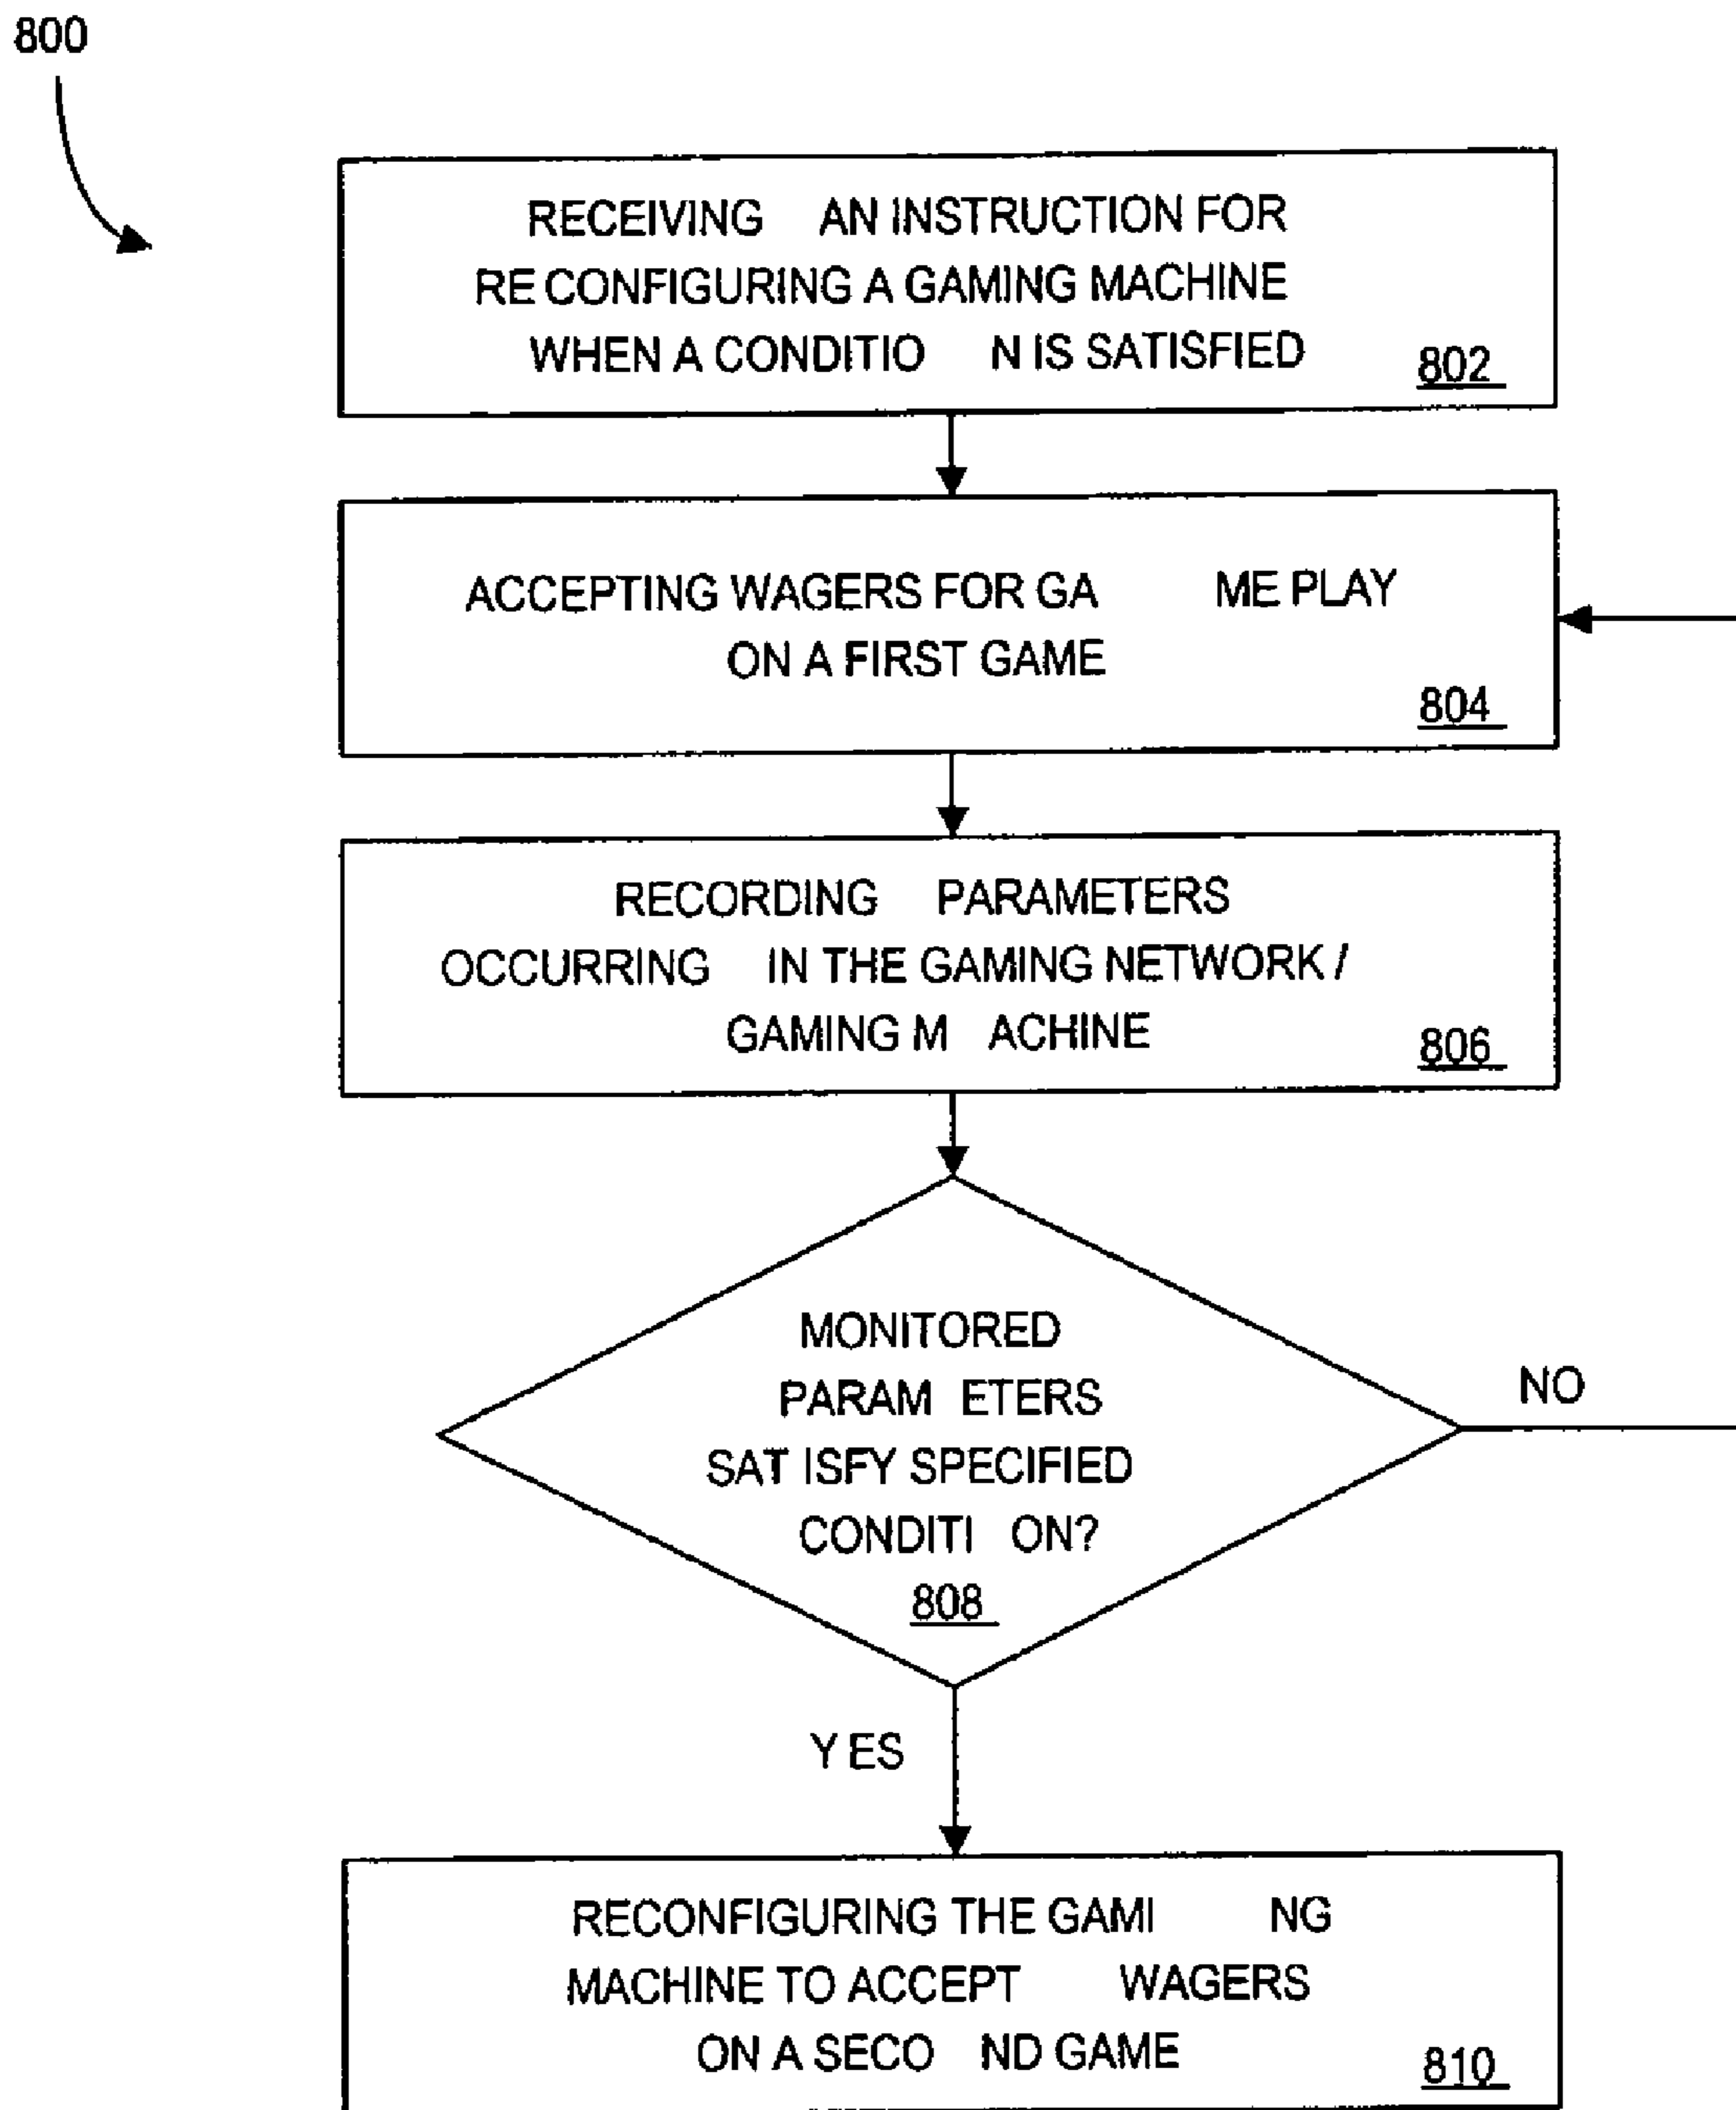 800
RECEIVING AN INSTRUCTION FOR
RE CONFIGURING A GAMING MACHINE
WHEN A CONDITIO N IS SATISFIED
802
ACCEPTING WAGERS FOR GA ME PLAY
ON A FIRST GAME
804
RECORDING PARAMETERS
OCCURRING IN THE GAMING NETWORK /
GAMING M ACHINE
806
MONITORED
PARAM ETERS
SAT ISFY SPECIFIED
CONDITI ON?
808
NO
Y ES
RECONFIGURING THE GAMI NG
MACHINE TO ACCEPT WAGERS
ON A SECO ND GAME
810